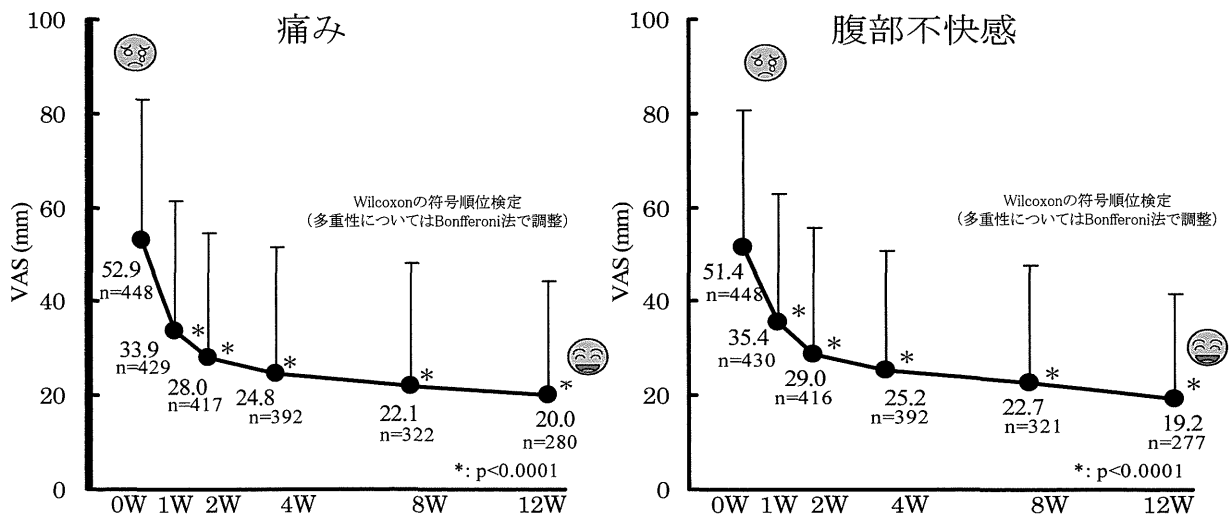 痛み
100
80
60
40
20
0
VAS (mm)
Wilcoxonの符号順位検定
(多重性についてはBonfferoni法で調整)
52.9
n=448
33.9
n=429
28.0
n=417
24.8
n=392
22.1
n=322
20.0
n=280
*
*
*
*
*
*: p<0.0001
0W 1W 2W 4W 8W 12W
腹部不快感
100
80
60
40
20
0
VAS (mm)
Wilcoxonの符号順位検定
(多重性についてはBonfferoni法で調整)
51.4
n=448
35.4
n=430
29.0
n=416
25.2
n=392
22.7
n=321
19.2
n=277
*
*
*
*
*
*: p<0.0001
0W 1W 2W 4W 8W 12W